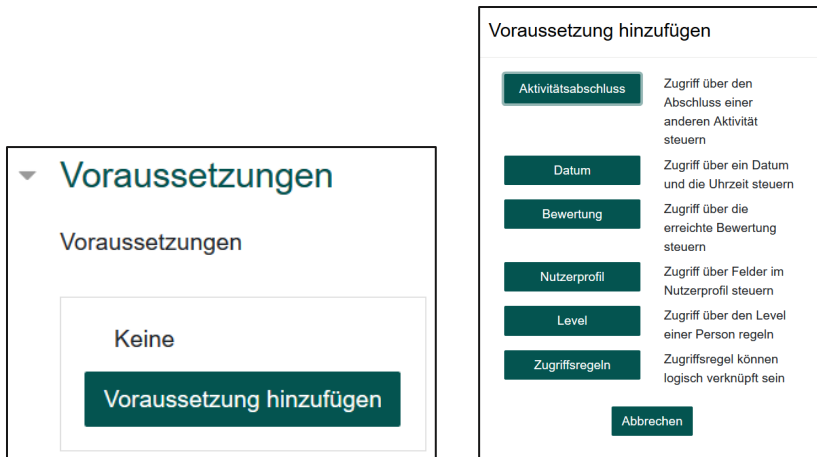 Voraussetzungen
Voraussetzungen
Keine
Voraussetzung hinzufügen
Voraussetzung hinzufügen
Aktivitätsabschluss
Zugriff über den
Abschluss einer
anderen Aktivität
steuern
Datum
Zugriff über ein Datum
und die Uhrzeit steuern
Bewertung
Zugriff über die
erreichte Bewertung
steuern
Nutzerprofil
Zugriff über Felder im
Nutzerprofil steuern
Level
Zugriff über den Level
einer Person regeln
Zugriffsregeln
Zugriffsregel können
logisch verknüpft sein
Abbrechen